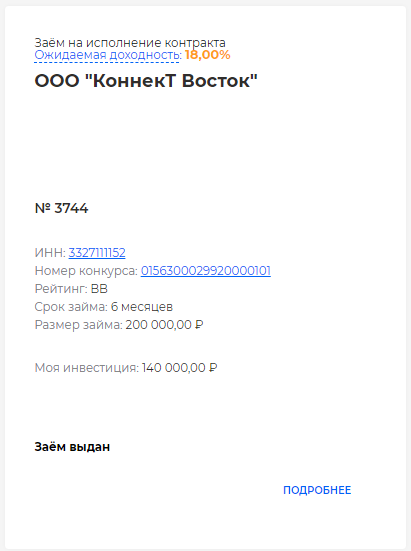 Заём на исполнение контракта
Ожидаемая доходность: 18,00%
ООО "КоннекТ Восток"
№ 3744
ИНН: 3327111152
Номер конкурса: 0156300029920000101
Рейтинг: BB
Срок займа: 6 месяцев
Размер займа: 200 000,00 ₽
Моя инвестиция: 140 000,00 ₽
Заём выдан
ПОДРОБНЕЕ